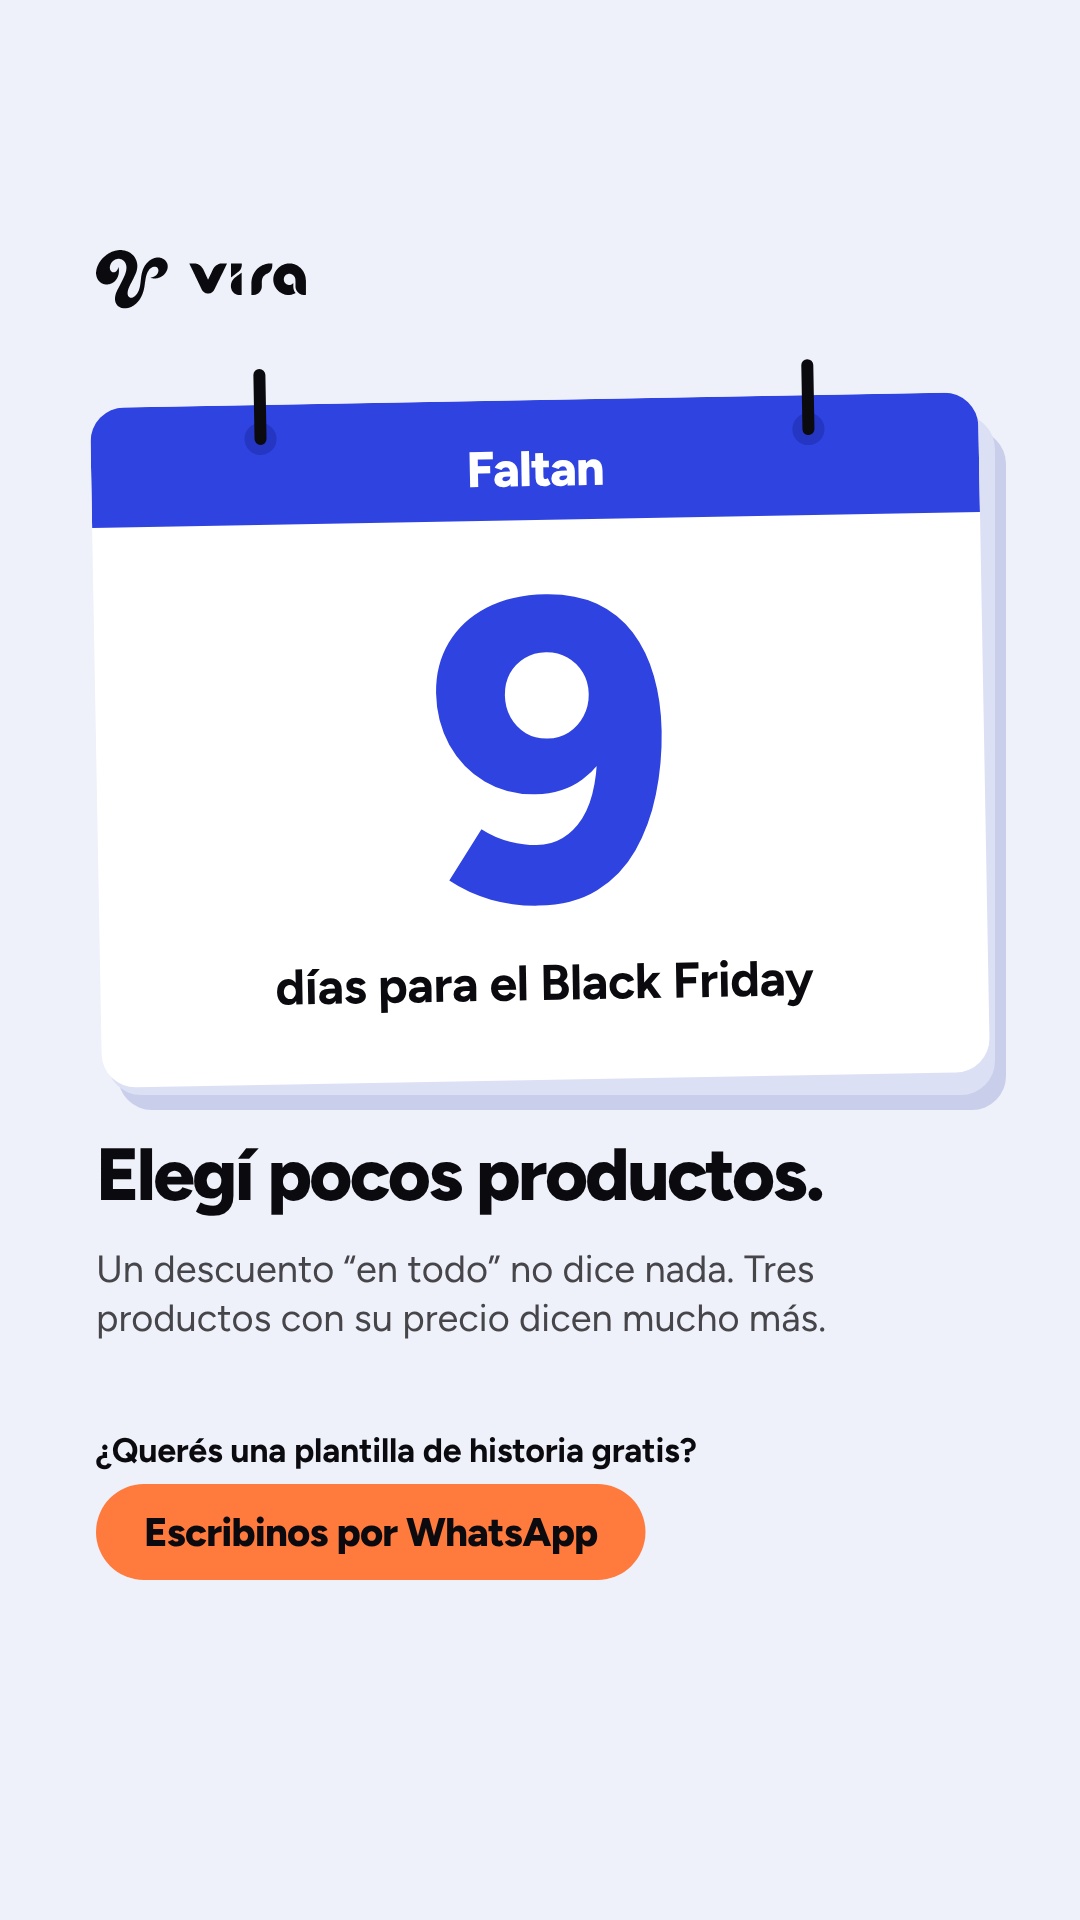 vira
Faltan
9
días para el Black Friday
Elegí pocos productos.
Un descuento “en todo” no dice nada. Tres
productos con su precio dicen mucho más.
¿Querés una plantilla de historia gratis?
Escribinos por WhatsApp